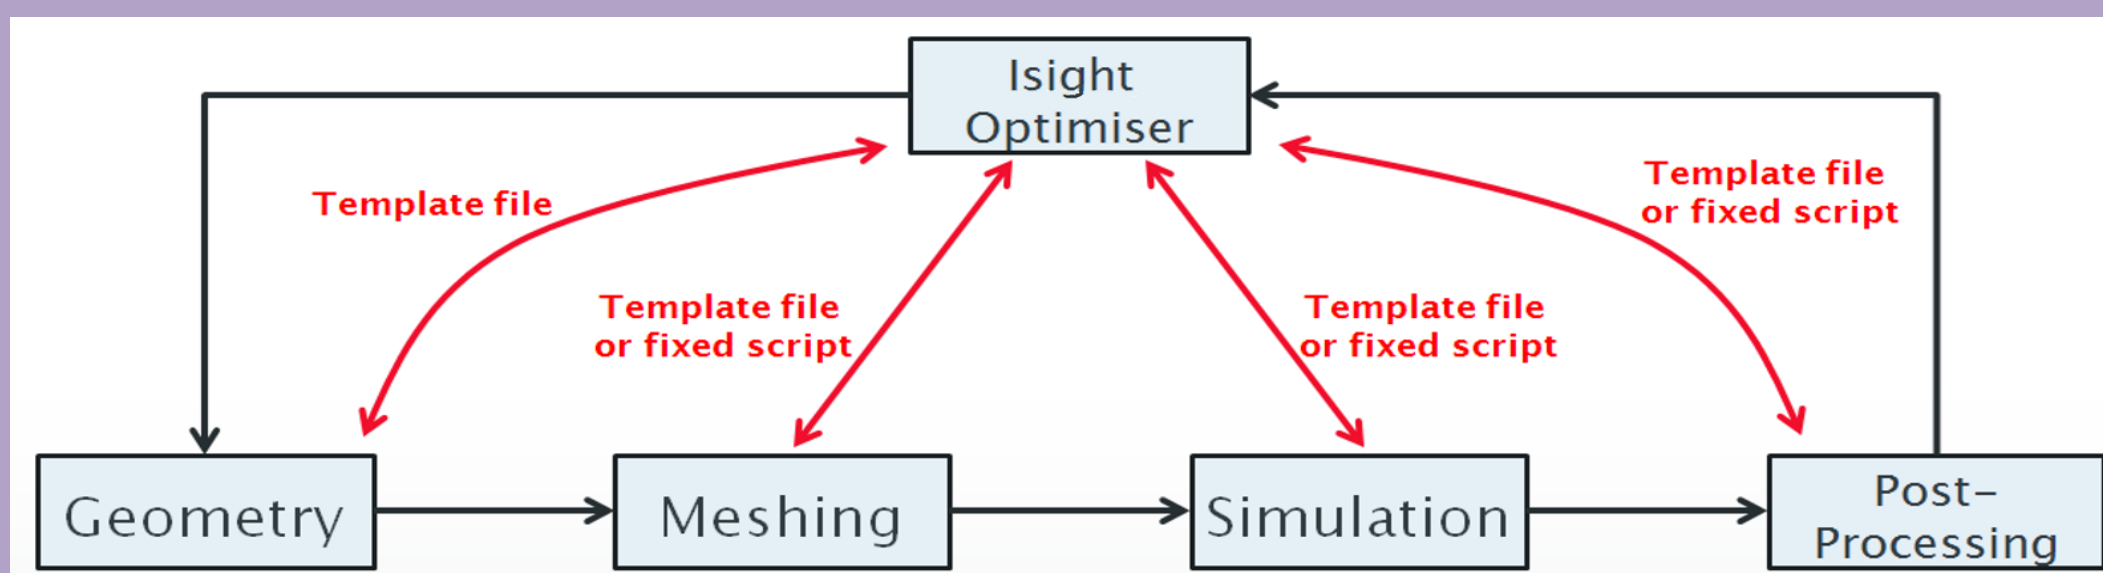 Isight
Optimiser
Template file
Template file
or fixed script
Template file
or fixed script
Template file
or fixed script
Geometry
Meshing
Simulation
Post-
Processing